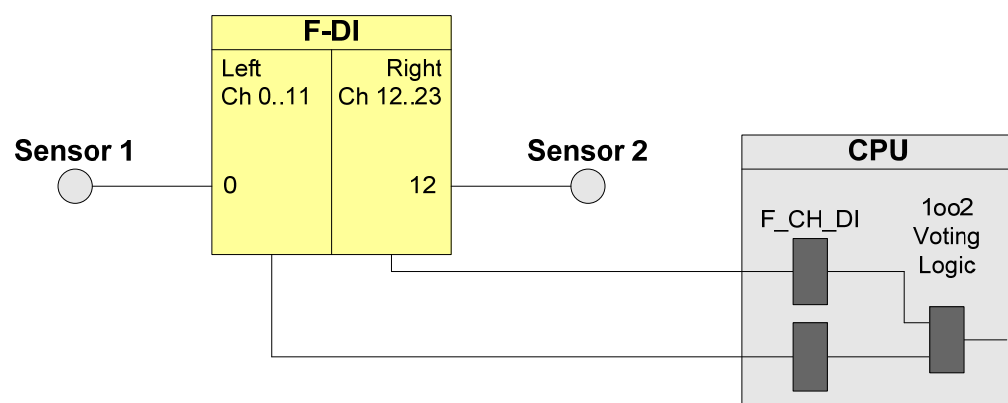 F-DI
Left
Ch 0..11
Right
Ch 12..23
Sensor 1
0
12
Sensor 2
CPU
F_CH_DI
1oo2
Voting
Logic